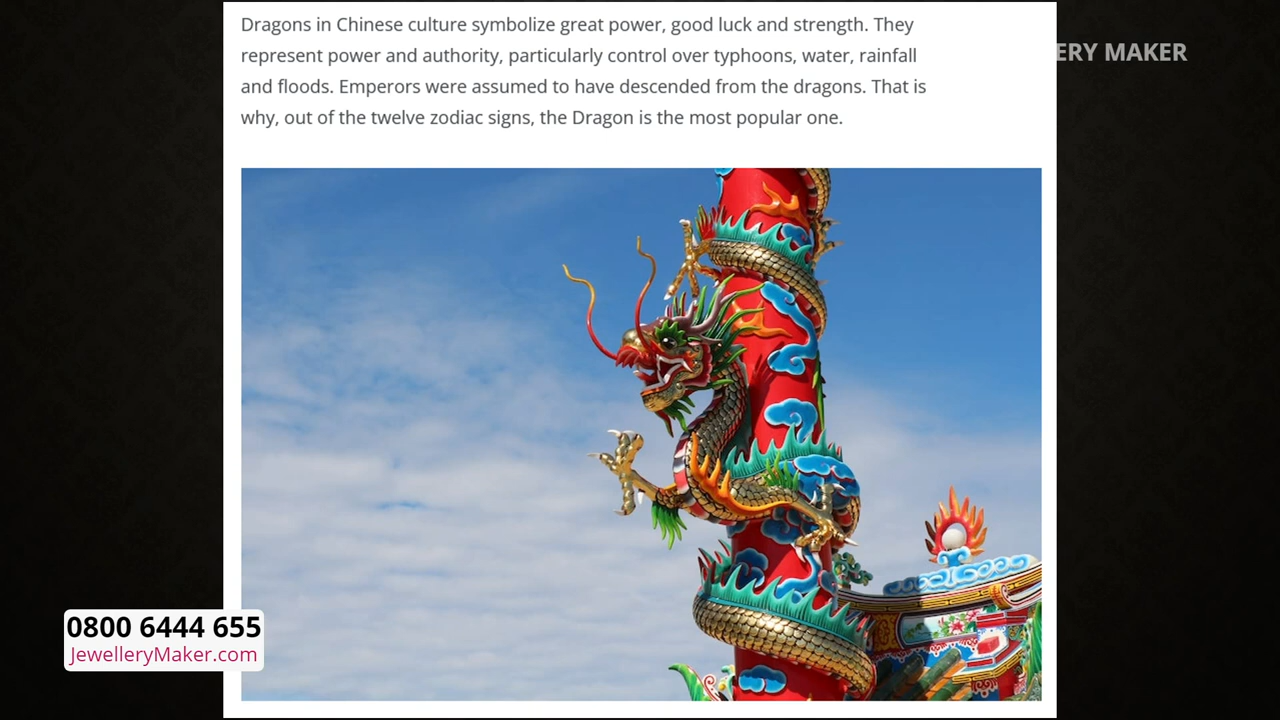 Dragons in Chinese culture symbolize great power, good luck and strength. They
represent power and authority, particularly control over typhoons, water, rainfall
and floods. Emperors were assumed to have descended from the dragons. That is
why, out of the twelve zodiac signs, the Dragon is the most popular one.
ERY MAKER
0800 6444 655
JewelleryMaker.com